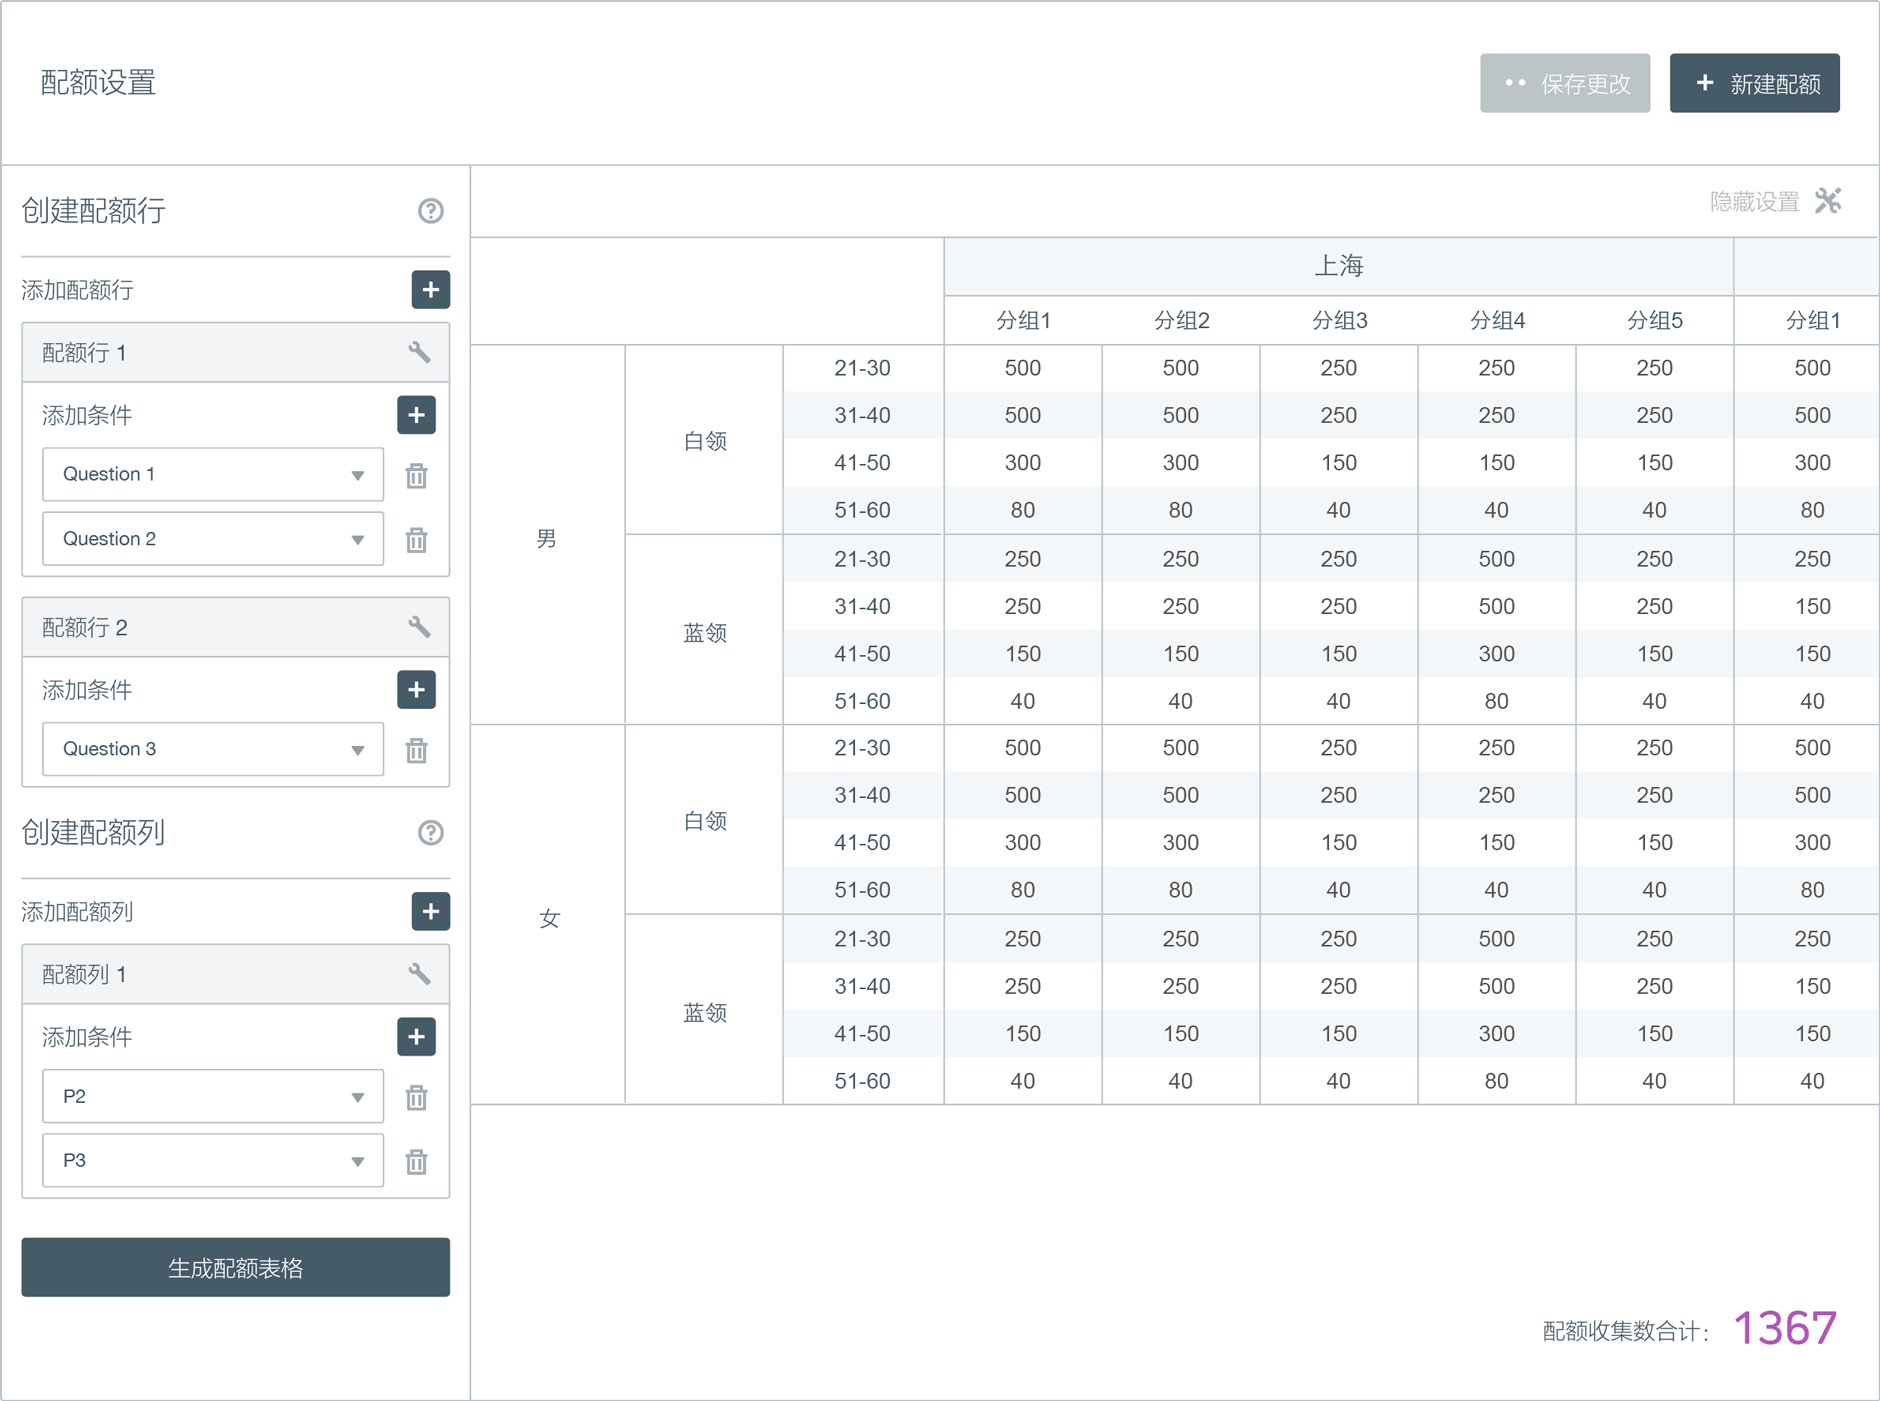 配额设置
保存更改
新建配额
创建配额行
隐藏设置
添加配额行
配额行 1
添加条件
Question 1
Question 2
配额行 2
添加条件
Question 3
创建配额列
添加配额列
配额列 1
添加条件
P2
P3
生成配额表格
上海
分组1 分组2 分组3 分组4 分组5 分组1
男
白领
21-30 500 500 250 250 250 500
31-40 500 500 250 250 250 500
41-50 300 300 150 150 150 300
51-60 80 80 40 40 40 80
蓝领
21-30 250 250 250 500 250 250
31-40 250 250 250 500 250 150
41-50 150 150 150 300 150 150
51-60 40 40 40 80 40 40
女
白领
21-30 500 500 250 250 250 500
31-40 500 500 250 250 250 500
41-50 300 300 150 150 150 300
51-60 80 80 40 40 40 80
蓝领
21-30 250 250 250 500 250 250
31-40 250 250 250 500 250 150
41-50 150 150 150 300 150 150
51-60 40 40 40 80 40 40
配额收集数合计： 1367